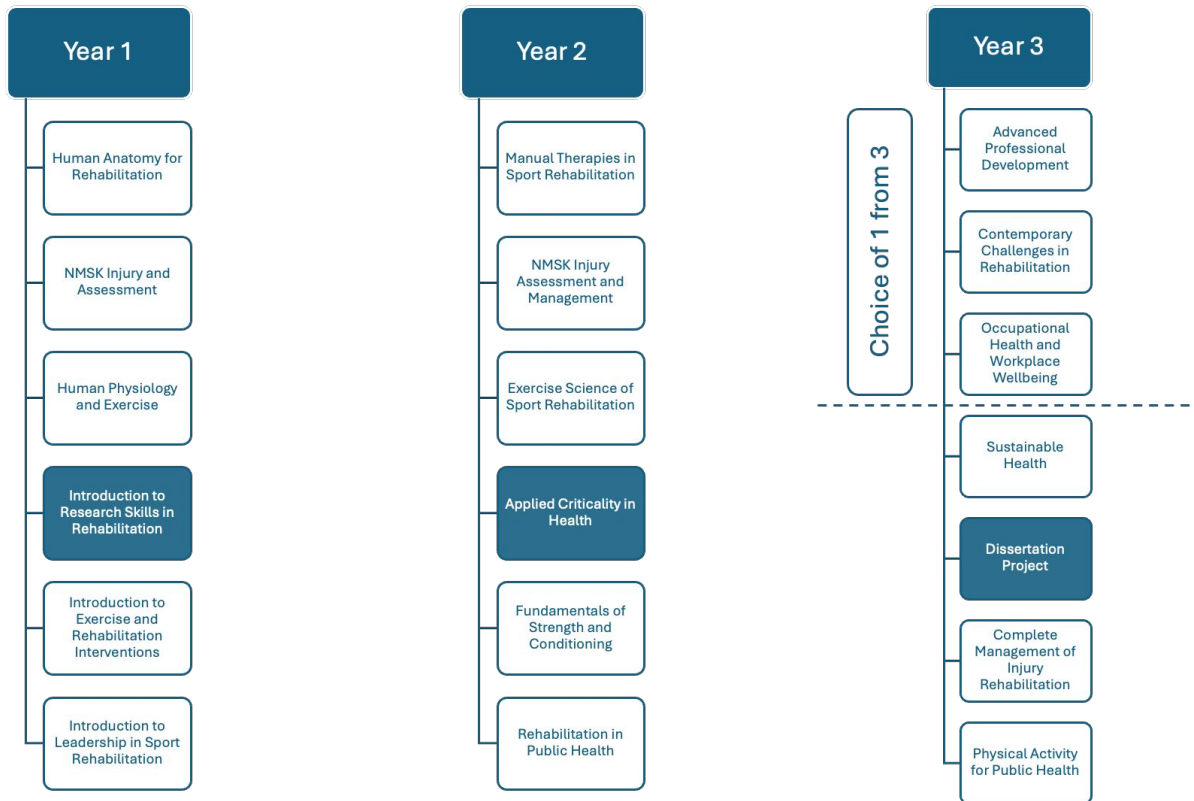 Year 1
Human Anatomy for
Rehabilitation
NMSK Injury and
Assessment
Human Physiology
and Exercise
Introduction to
Research Skills in
Rehabilitation
Introduction to
Exercise and
Rehabilitation
Interventions
Introduction to
Leadership in Sport
Rehabilitation
Year 2
Manual Therapies in
Sport Rehabilitation
NMSK Injury
Assessment and
Management
Exercise Science of
Sport Rehabilitation
Applied Criticality in
Health
Fundamentals of
Strength and
Conditioning
Rehabilitation in
Public Health
Year 3
Choice of 1 from 3
Advanced
Professional
Development
Contemporary
Challenges in
Rehabilitation
Occupational
Health and
Workplace
Wellbeing
Sustainable
Health
Dissertation
Project
Complete
Management of
Injury
Rehabilitation
Physical Activity
for Public Health